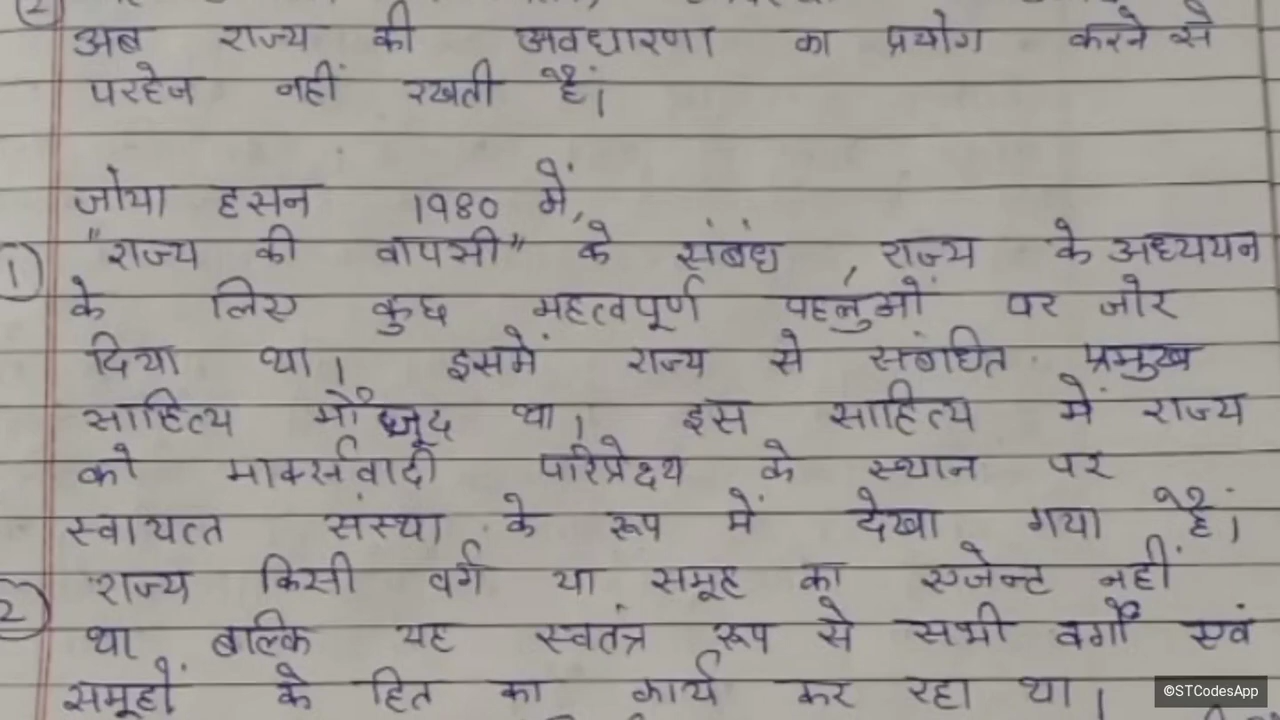 अब राज्य की अवधारणा का प्रयोग करने से
परहेज नहीं रखती हैं।
जोया हसन 1980 में,
① "राज्य की वापसी" के संबंध, राज्य के अध्ययन
के लिए कुछ महत्वपूर्ण पहलुओं पर जोर
दिया था। इसमें राज्य से संबंधित प्रमुख
साहित्य मौजूद था। इस साहित्य में राज्य
को मार्क्सवादी परिप्रेक्ष्य के स्थान पर
स्वायत्त संस्था के रूप में देखा गया है।
② राज्य किसी वर्ग या समूह का एजेन्ट नहीं
था बल्कि यह स्वतंत्र रूप से सभी वर्गों एवं
समूहों के हित का कार्य कर रहा था।
©STCodesApp